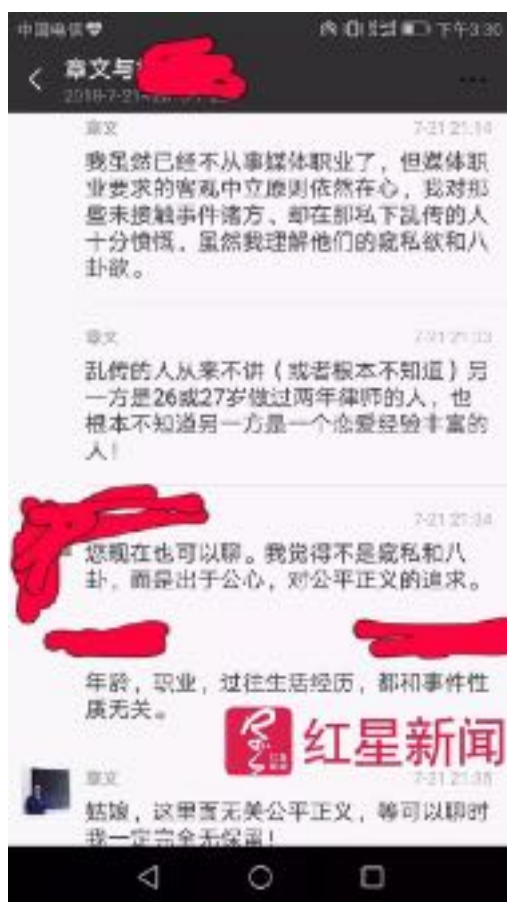 中国电信
下午3:30
章文与
章文
7-21 21:14
我虽然已经不从事媒体职业了，但媒体职
业要求的客观中立原则依然在心，我对那
些未接触事件诸方、却在那私下乱传的人
十分愤慨，虽然我理解他们的窥私欲和八
卦欲。
章文
7-21 21:33
乱传的人从来不讲（或者根本不知道）另
一方是26或27岁做过两年律师的人，也
根本不知道另一方是一个恋爱经验丰富的
人！
7-21 21:34
您现在也可以聊。我觉得不是窥私和八
卦，而是出于公心，对公平正义的追求。
年龄，职业，过往生活经历，都和事件性
质无关。
红星新闻
章文
7-21 21:35
姑娘，这里面无关公平正义，等可以聊时
我一定完全无保留！